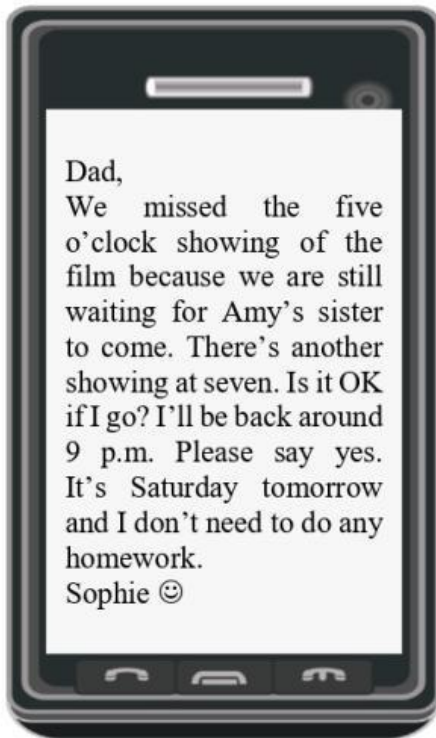 Dad,
We missed the five
o’clock showing of the
film because we are still
waiting for Amy’s sister
to come. There’s another
showing at seven. Is it OK
if I go? I’ll be back around
9 p.m. Please say yes.
It’s Saturday tomorrow
and I don’t need to do any
homework.
Sophie ☺